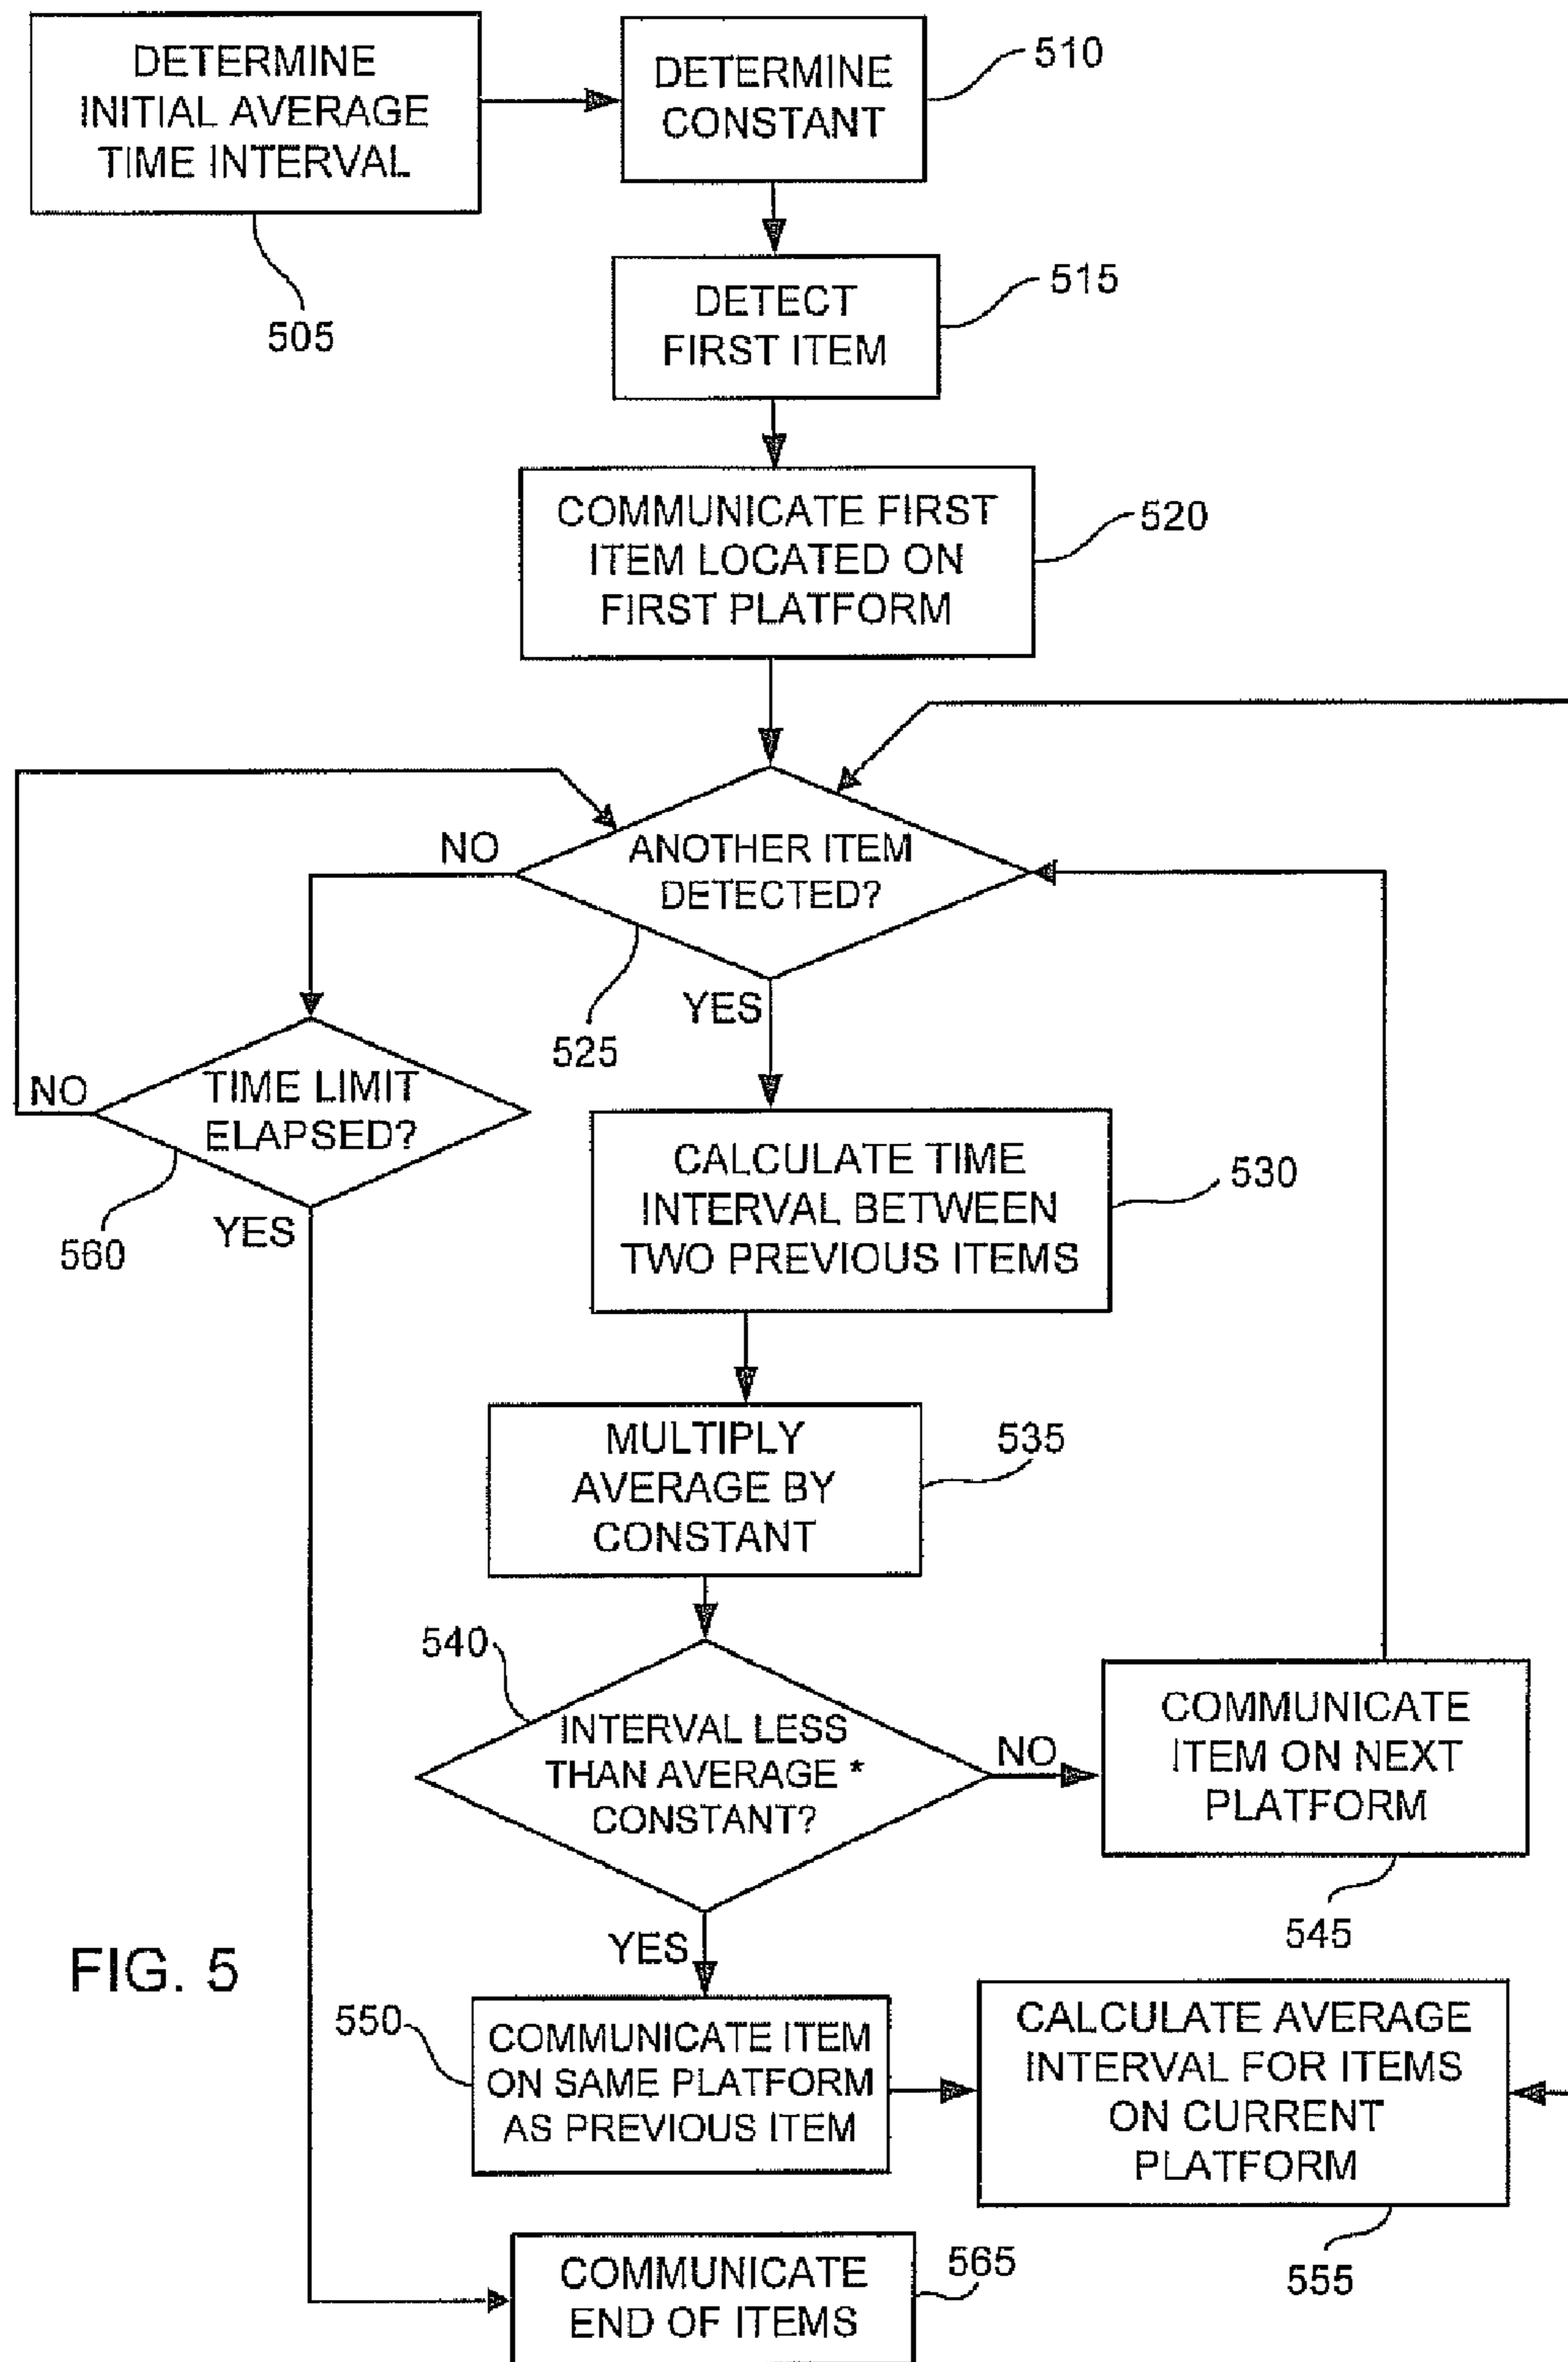 DETERMINE
INITIAL AVERAGE
TIME INTERVAL
505
DETERMINE
CONSTANT
510
DETECT
FIRST ITEM
515
COMMUNICATE FIRST
ITEM LOCATED ON
FIRST PLATFORM
520
ANOTHER ITEM
DETECTED?
NO
YES
525
TIME LIMIT
ELAPSED?
NO
YES
560
CALCULATE TIME
INTERVAL BETWEEN
TWO PREVIOUS ITEMS
530
MULTIPLY
AVERAGE BY
CONSTANT
535
540
INTERVAL LESS
THAN AVERAGE *
CONSTANT?
NO
YES
COMMUNICATE
ITEM ON NEXT
PLATFORM
545
FIG. 5
550
COMMUNICATE ITEM
ON SAME PLATFORM
AS PREVIOUS ITEM
CALCULATE AVERAGE
INTERVAL FOR ITEMS
ON CURRENT
PLATFORM
555
COMMUNICATE
END OF ITEMS
565